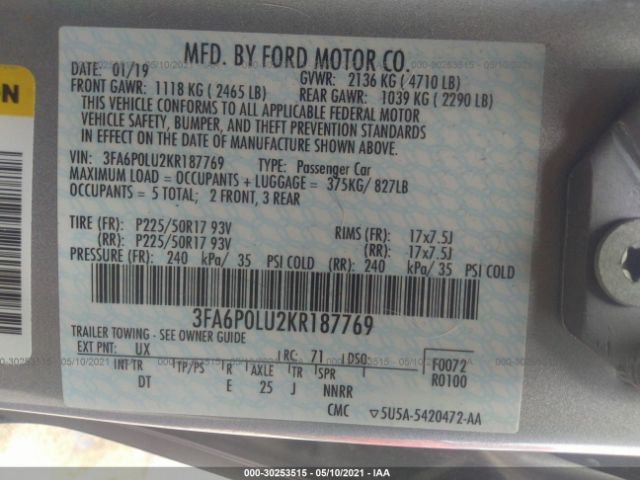 000-30253515 - 05/10/2021 - IAA
MFD. BY FORD MOTOR CO.
DATE: 01/19
GVWR: 2136 KG ( 4710 LB)
FRONT GAWR: 1118 KG ( 2465 LB)
REAR GAWR: 1039 KG ( 2290 LB)
THIS VEHICLE CONFORMS TO ALL APPLICABLE FEDERAL MOTOR
VEHICLE SAFETY, BUMPER, AND THEFT PREVENTION STANDARDS
IN EFFECT ON THE DATE OF MANUFACTURE SHOWN ABOVE.
VIN: 3FA6P0LU2KR187769 TYPE: Passenger Car
MAXIMUM LOAD = OCCUPANTS + LUGGAGE = 375KG/ 827LB
OCCUPANTS = 5 TOTAL; 2 FRONT, 3 REAR
TIRE (FR): P225/50R17 93V RIMS (FR): 17x7.5J
(RR): P225/50R17 93V (RR): 17x7.5J
PRESSURE (FR): 240 kPa/ 35 PSI COLD (RR): 240 kPa/ 35 PSI COLD
3FA6P0LU2KR187769
TRAILER TOWING - SEE OWNER GUIDE
EXT PNT: UX RC: 71 DSO: F0072
INT TR TP/PS R AXLE TR SPR R0100
DT E 25 J NNRR
CMC ▽5U5A-5420472-AA
000-30253515 - 05/10/2021 - IAA